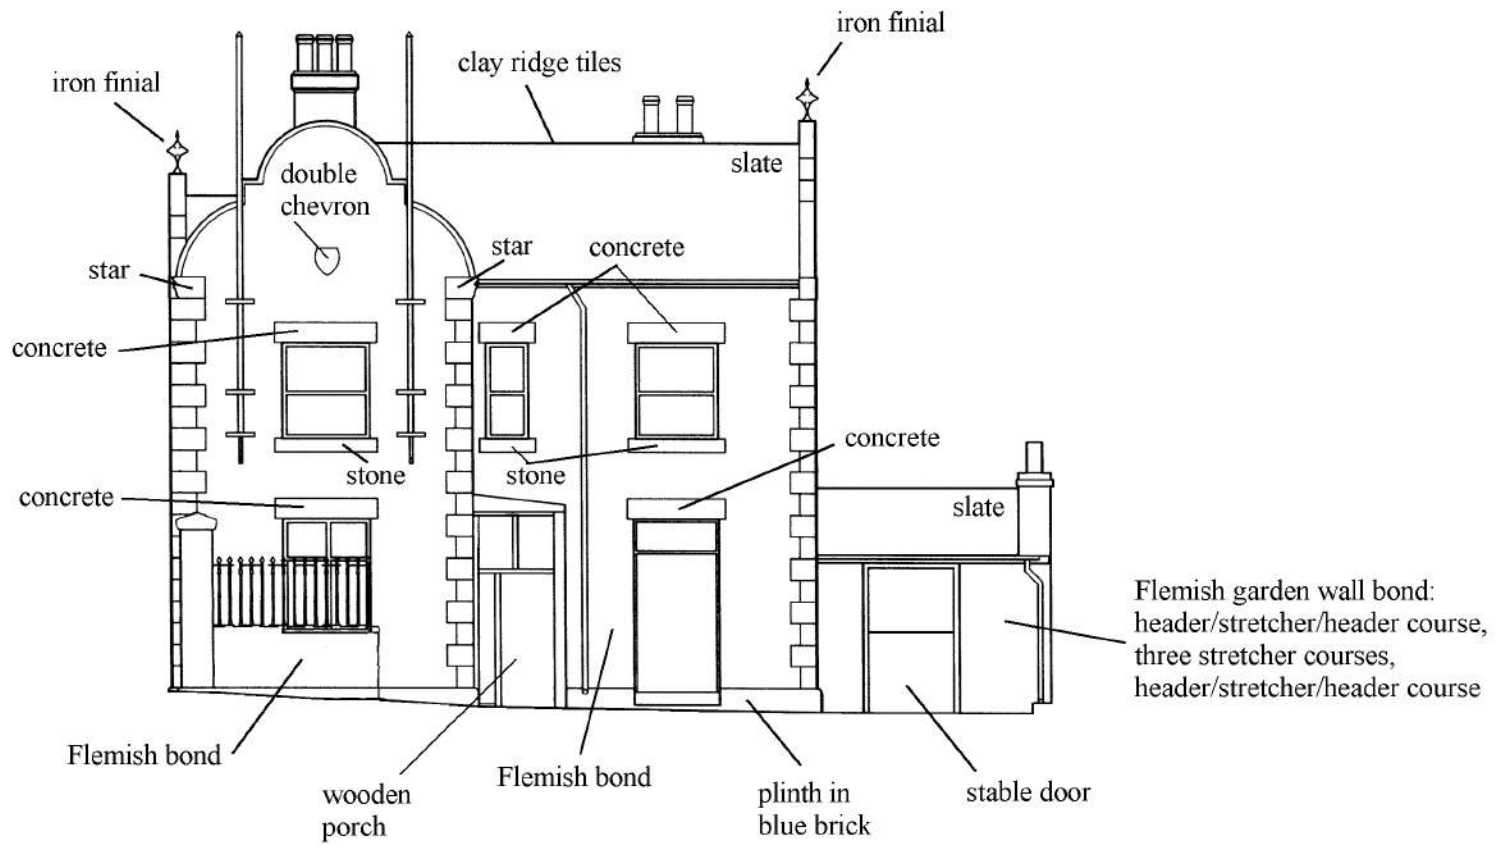 iron finial
clay ridge tiles
iron finial
slate
double
chevron
star
star
concrete
concrete
concrete
stone
stone
concrete
slate
Flemish garden wall bond:
header/stretcher/header course,
three stretcher courses,
header/stretcher/header course
Flemish bond
wooden
porch
Flemish bond
plinth in
blue brick
stable door